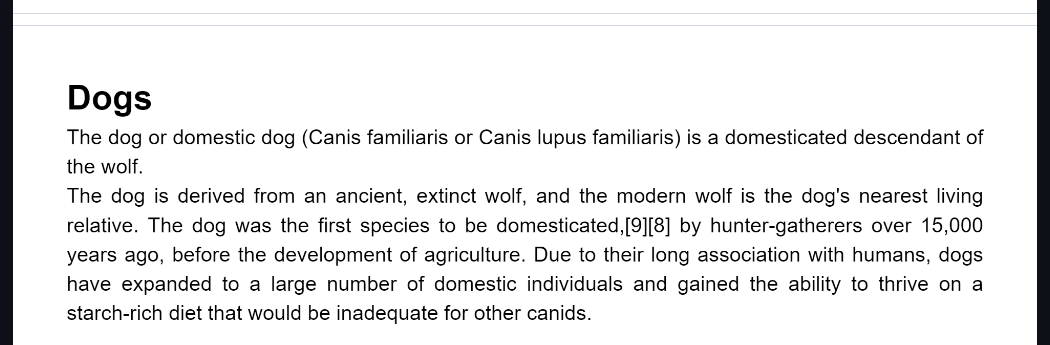 Dogs
The dog or domestic dog (Canis familiaris or Canis lupus familiaris) is a domesticated descendant of
the wolf.
The dog is derived from an ancient, extinct wolf, and the modern wolf is the dog's nearest living
relative. The dog was the first species to be domesticated,[9][8] by hunter-gatherers over 15,000
years ago, before the development of agriculture. Due to their long association with humans, dogs
have expanded to a large number of domestic individuals and gained the ability to thrive on a
starch-rich diet that would be inadequate for other canids.